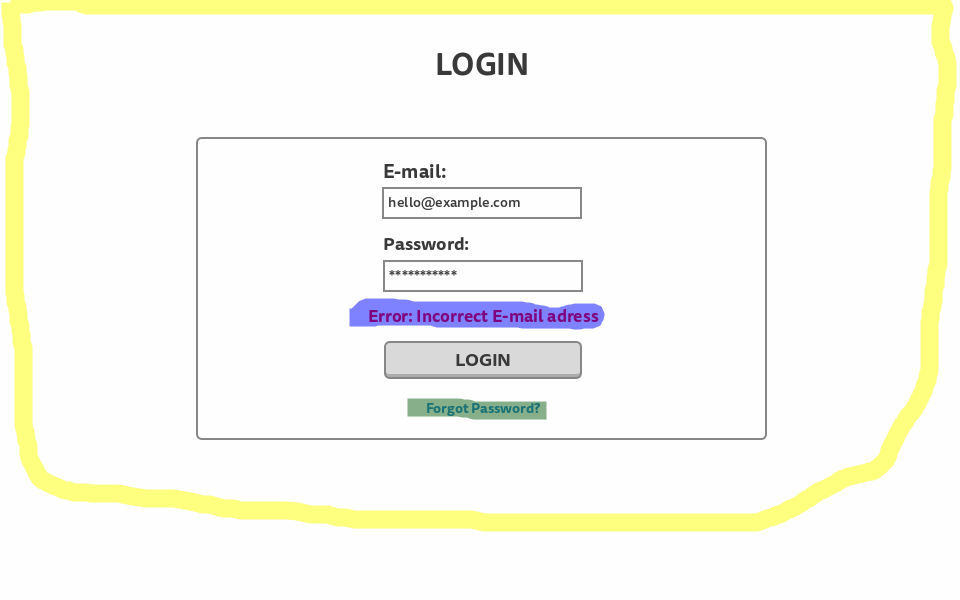 LOGIN
E-mail:
hello@example.com
Password:
***********
Error: Incorrect E-mail adress
LOGIN
Forgot Password?